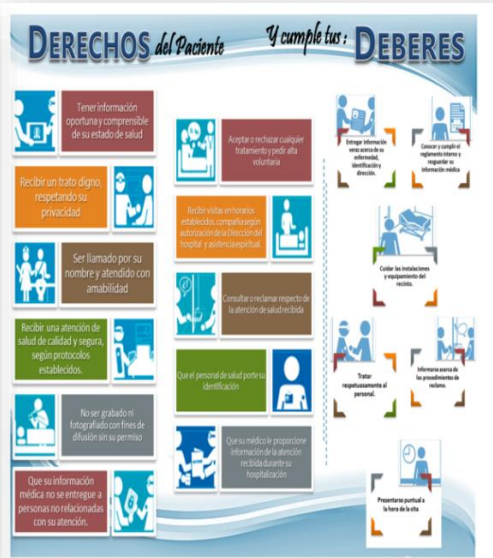 DERECHOS del Paciente
Y cumple tus : DEBERES
Tener información
oportuna y comprensible
de su estado de salud
Recibir un trato digno,
respetando su
privacidad
Ser llamado por su
nombre y atendido con
amabilidad
Recibir una atención de
salud de calidad y segura,
según protocolos
establecidos.
No ser grabado ni
fotografiado con fines de
difusión sin su permiso
Que su información
médica no se entregue a
personas no relacionadas
con su atención.
Aceptar o rechazar cualquier
tratamiento y pedir alta
voluntaria
Recibir visitas en horarios
establecidos, compañía según
autorización de la Dirección del
hospital y asistencia espiritual.
Consultar o reclamar respecto de
la atención de salud recibida
Que el personal de salud porte su
identificación
Que su médico le proporcione
información de la atención
recibida durante su
hospitalización
Entregar información
veraz acerca de su
enfermedad,
identificación y
dirección.
Conocer y cumplir el
reglamento interno y
resguardar su
información médica
Cuidar las instalaciones
y equipamiento del
recinto.
Tratar
respetuosamente al
personal.
Informarse acerca de
los procedimientos de
reclamo.
Presentarse puntual a
la hora de la cita